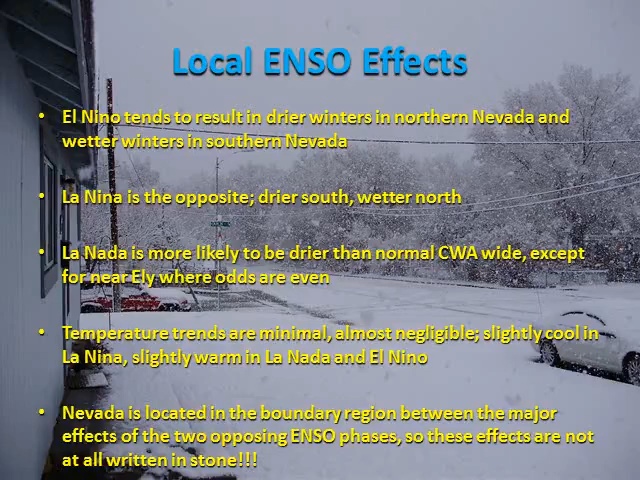 Local ENSO Effects
• El Nino tends to result in drier winters in northern Nevada and
wetter winters in southern Nevada
• La Nina is the opposite; drier south, wetter north
• La Nada is more likely to be drier than normal CWA wide, except
for near Ely where odds are even
• Temperature trends are minimal, almost negligible; slightly cool in
La Nina, slightly warm in La Nada and El Nino
• Nevada is located in the boundary region between the major
effects of the two opposing ENSO phases, so these effects are not
at all written in stone!!!